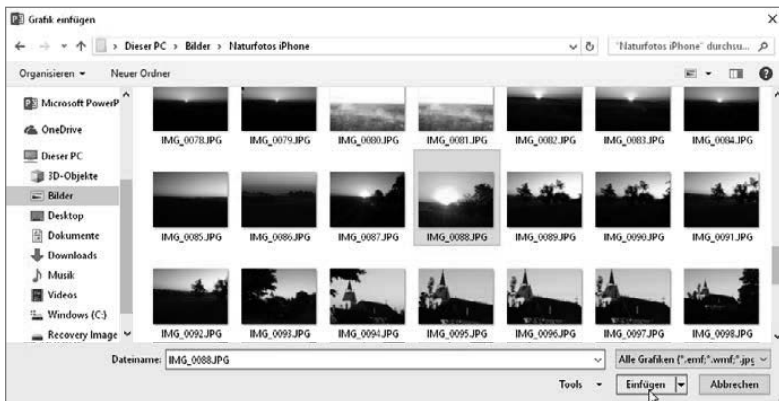 Grafik einfügen
Dieser PC > Bilder > Naturfotos iPhone
"Naturfotos iPhone" durchsu...
Organisieren Neuer Ordner
Microsoft PowerP
OneDrive
Dieser PC
3D-Objekte
Bilder
Desktop
Dokumente
Downloads
Musik
Videos
Windows (C:)
Recovery Image
IMG_0078.JPG IMG_0079.JPG IMG_0080.JPG IMG_0081.JPG IMG_0082.JPG IMG_0083.JPG IMG_0084.JPG
IMG_0085.JPG IMG_0086.JPG IMG_0087.JPG IMG_0088.JPG IMG_0089.JPG IMG_0090.JPG IMG_0091.JPG
IMG_0092.JPG IMG_0093.JPG IMG_0094.JPG IMG_0095.JPG IMG_0096.JPG IMG_0097.JPG IMG_0098.JPG
Dateiname: IMG_0088.JPG Alle Grafiken (*.emf;*.wmf;*.jpg
Tools Einfügen Abbrechen